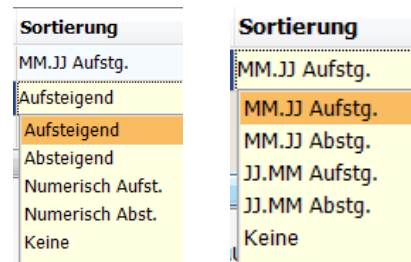 Sortierung
MM.JJ Aufstg.
Aufsteigend
Aufsteigend
Absteigend
Numerisch Aufst.
Numerisch Abst.
Keine
Sortierung
MM.JJ Aufstg.
MM.JJ Aufstg.
MM.JJ Abstg.
JJ.MM Aufstg.
JJ.MM Abstg.
Keine